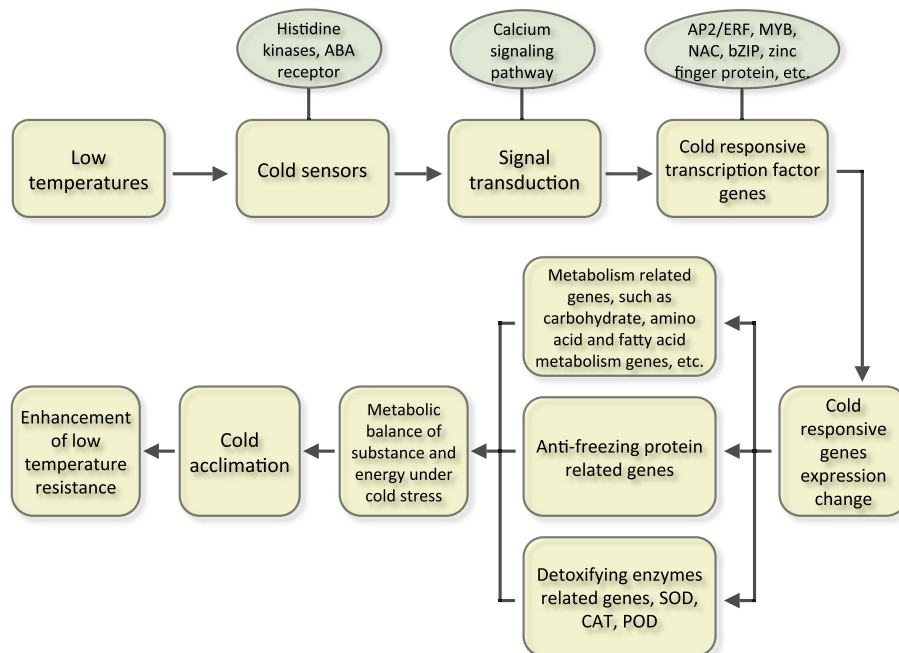 Histidine
kinases, ABA
receptor
Calcium
signaling
pathway
AP2/ERF, MYB,
NAC, bZIP, zinc
finger protein, etc.
Low
temperatures
Cold sensors
Signal
transduction
Cold responsive
transcription factor
genes
Metabolism related
genes, such as
carbohydrate, amino
acid and fatty acid
metabolism genes, etc.
Cold
responsive
genes
expression
change
Anti-freezing protein
related genes
Detoxifying enzymes
related genes, SOD,
CAT, POD
Metabolic
balance of
substance and
energy under
cold stress
Cold
acclimation
Enhancement
of low
temperature
resistance